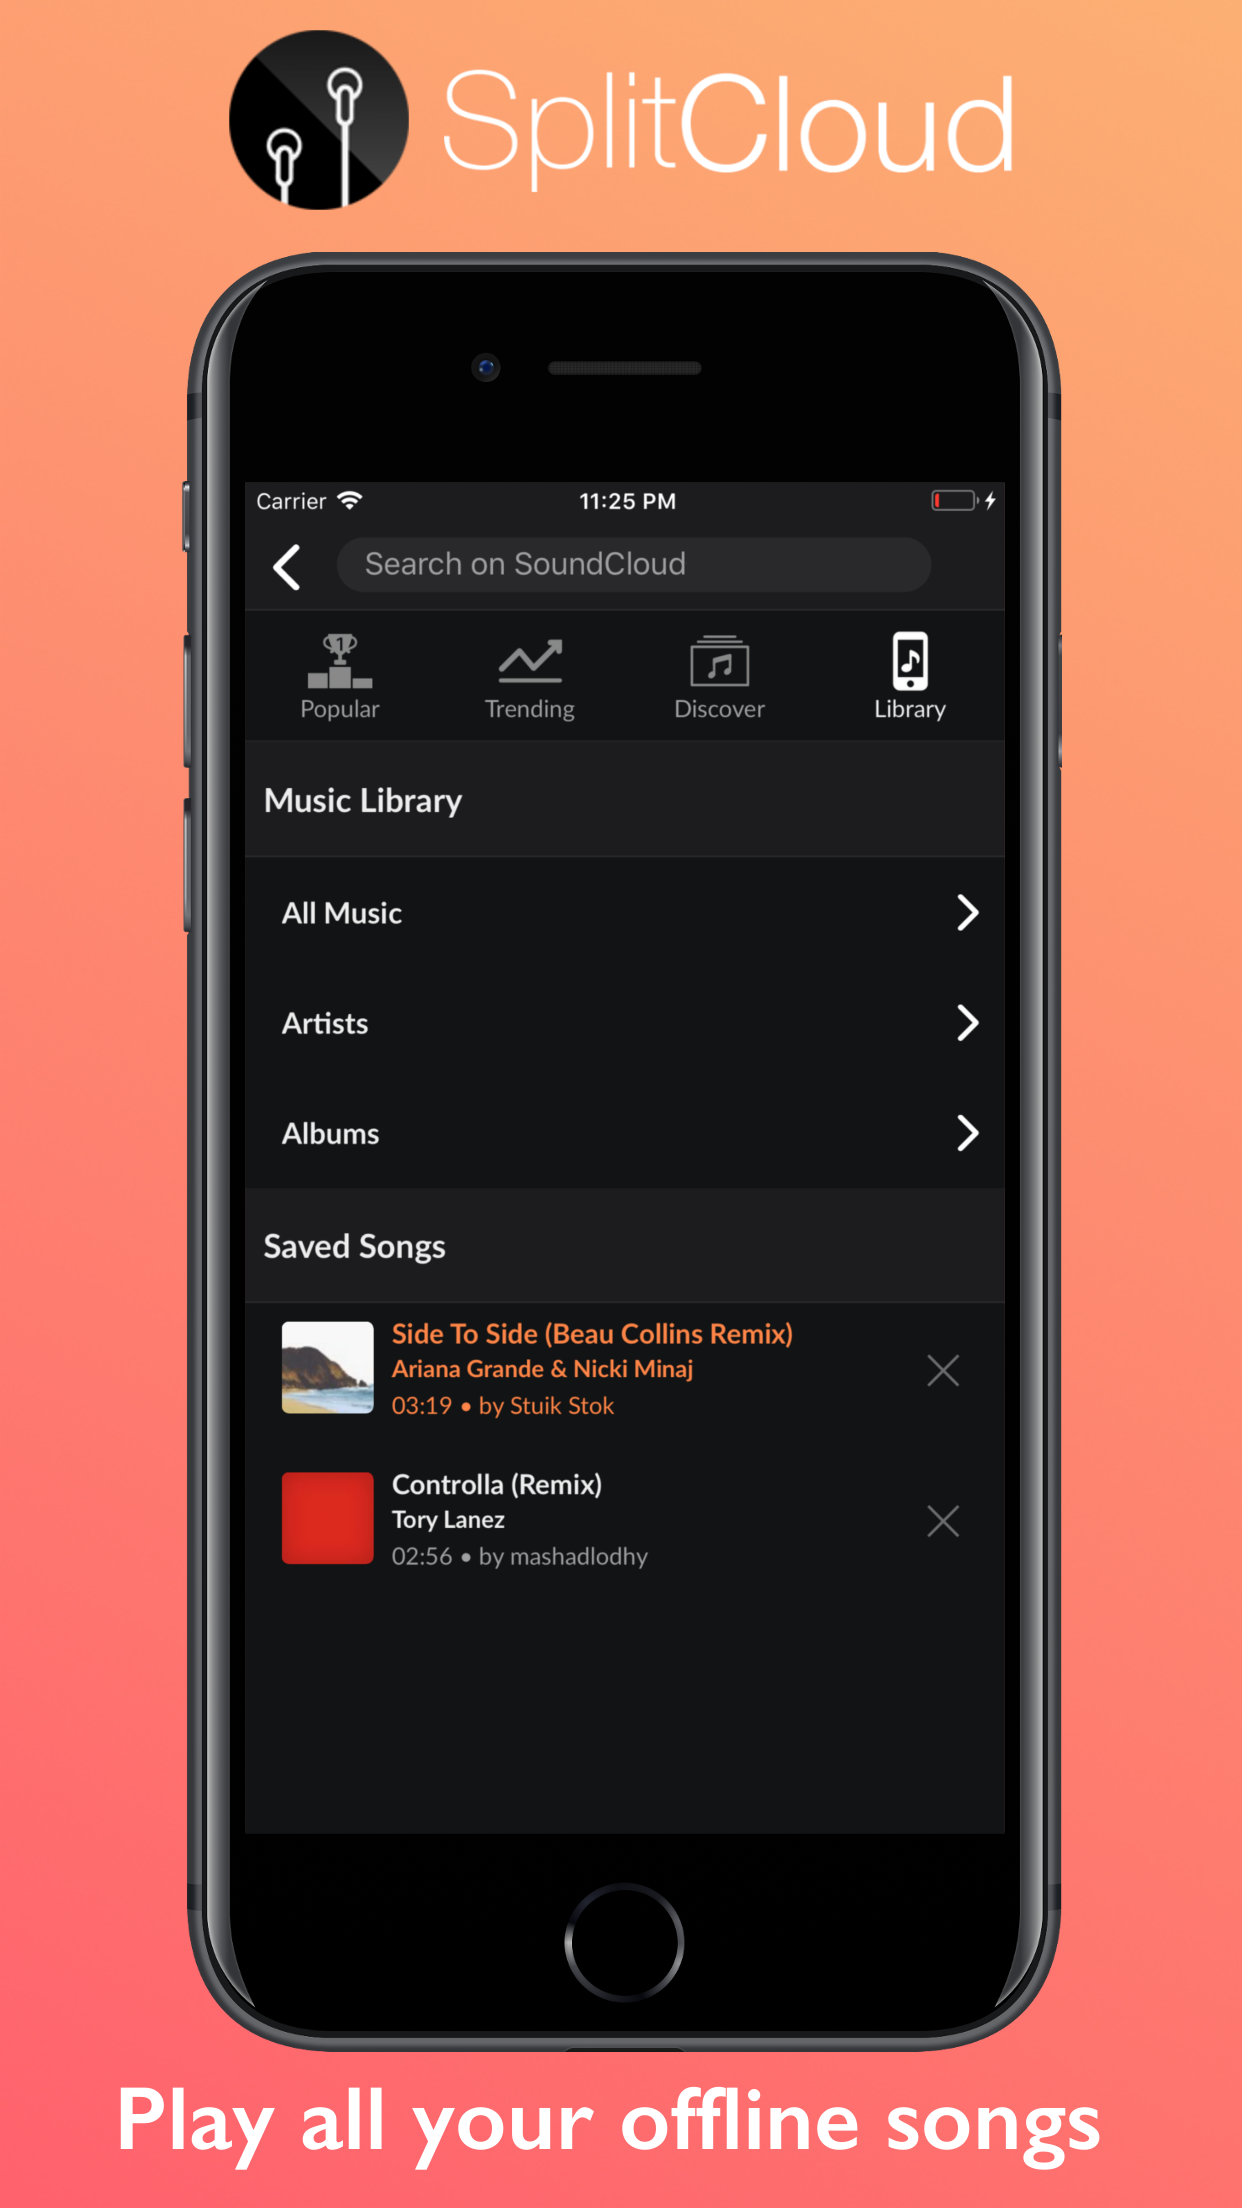 SplitCloud
Carrier
11:25 PM
Search on SoundCloud
1
Popular
Trending
Discover
Library
Music Library
All Music
Artists
Albums
Saved Songs
Side To Side (Beau Collins Remix)
Ariana Grande & Nicki Minaj
03:19 • by Stuik Stok
Controlla (Remix)
Tory Lanez
02:56 • by mashadlodhy
Play all your offline songs